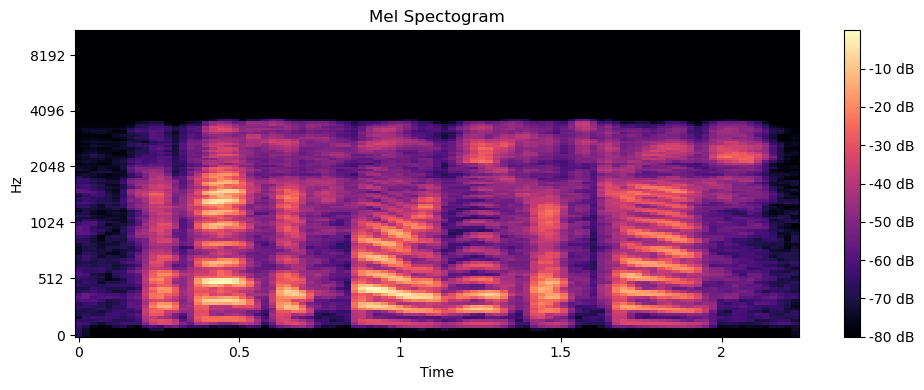 Mel Spectogram
8192
4096
2048
1024
512
0
Hz
0
0.5
1
1.5
2
Time
-10 dB
-20 dB
-30 dB
-40 dB
-50 dB
-60 dB
-70 dB
-80 dB